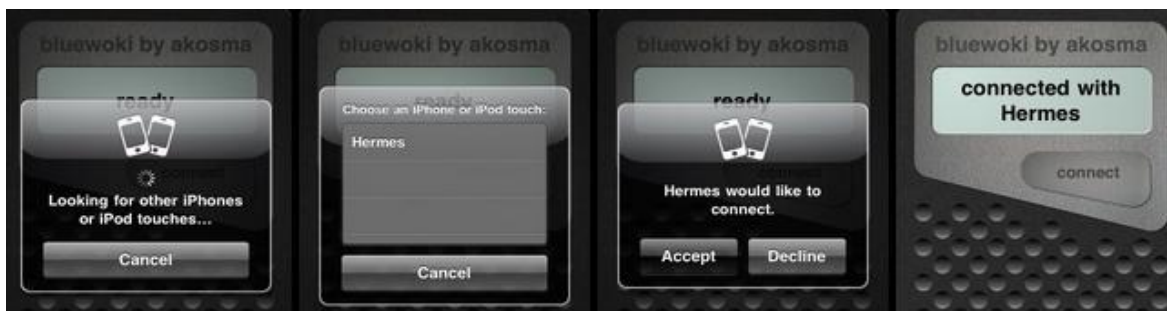 bluewoki by akosma
ready
Looking for other iPhones
or iPod touches...
Cancel
bluewoki by akosma
ready
Choose an iPhone or iPod touch:
Hermes
Cancel
bluewoki by akosma
ready
Hermes would like to
connect.
Accept
Decline
bluewoki by akosma
connected with
Hermes
connect